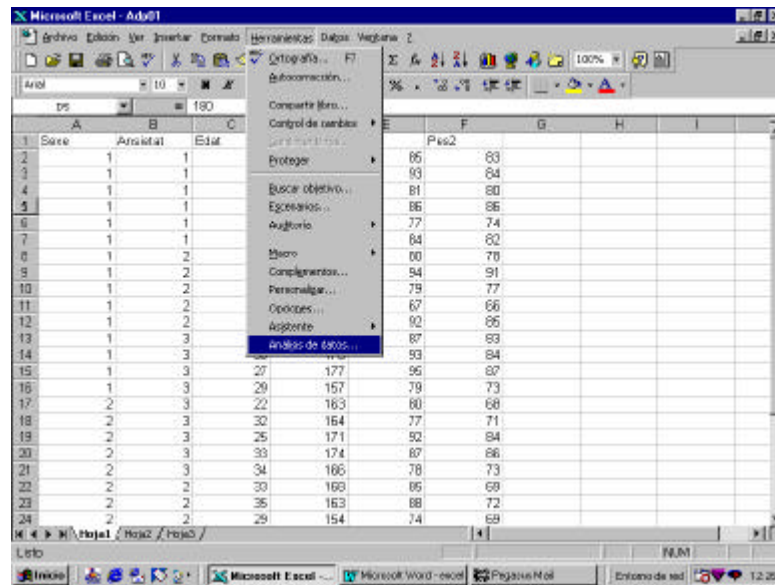 Microsoft Excel - Adp01
Archivo Edición Ver Insertar Formato Herramientas Datos Ventana ?
100%
Arial 10 N K %
D5 = 180
A B C E F G H I
1 Sexe Ansietat Edat Pes2
2 1 1 85 83
3 1 1 93 84
4 1 1 81 80
5 1 1 86 86
6 1 1 77 74
7 1 1 84 82
8 1 2 80 78
9 1 2 94 91
10 1 2 79 77
11 1 2 67 66
12 1 2 92 85
13 1 3 87 83
14 1 3 93 84
15 1 3 27 177 95 87
16 1 3 29 157 79 73
17 2 3 22 163 80 68
18 2 3 32 164 77 71
19 2 3 25 171 92 84
20 2 3 33 174 87 86
21 2 3 34 166 78 73
22 2 2 33 168 85 69
23 2 2 35 163 88 72
24 2 2 29 154 74 69
Ortografía... F7
Autocorrección...
Compartir libro...
Control de cambios
Proteger
Buscar objetivo...
Escenarios...
Auditoría
Macro
Complementos...
Personalizar...
Opciones...
Asistente
Análisis de datos...
Hoja1 Hoja2 Hoja3
Listo NUM
Inicio Microsoft Excel -... Microsoft Word - excel Pegasus Mail Entorno de red